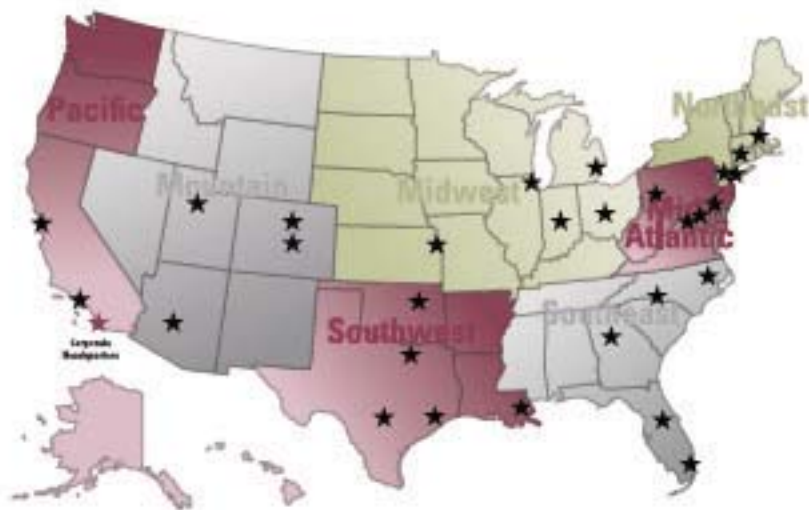 Northeast
Pacific
Mountain
Midwest
Mid
Atlantic
Southwest
Southeast
Corporate
Headquarters